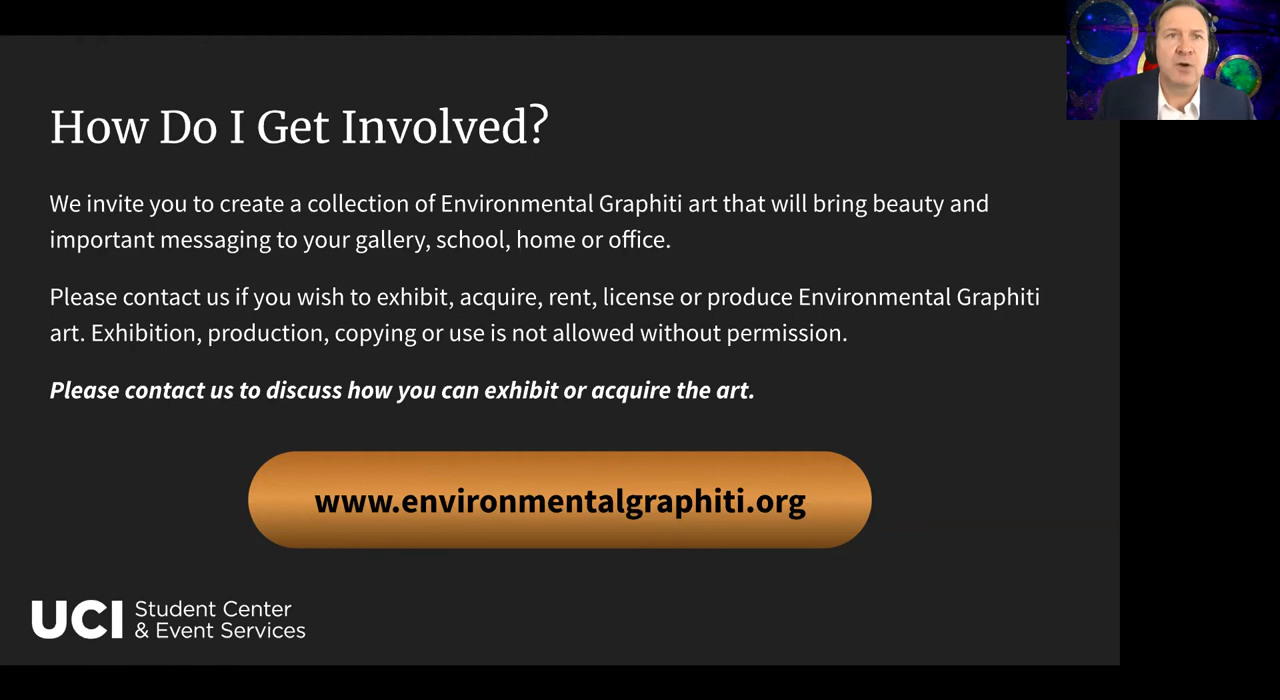 How Do I Get Involved?
We invite you to create a collection of Environmental Graphiti art that will bring beauty and
important messaging to your gallery, school, home or office.
Please contact us if you wish to exhibit, acquire, rent, license or produce Environmental Graphiti
art. Exhibition, production, copying or use is not allowed without permission.
Please contact us to discuss how you can exhibit or acquire the art.
www.environmentalgraphiti.org
UCI Student Center
& Event Services